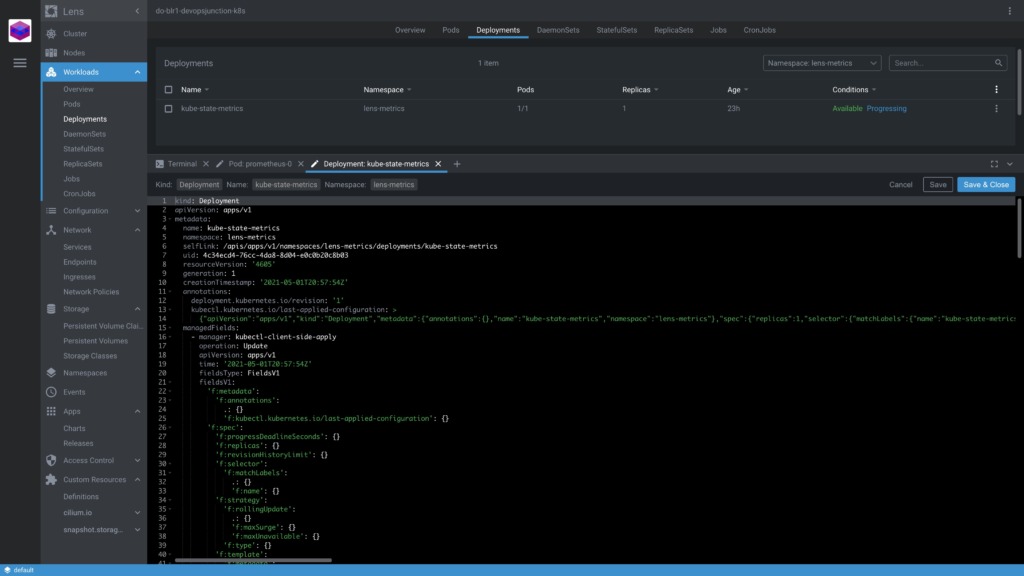 Lens
Cluster
Nodes
Workloads
Overview
Pods
Deployments
DaemonSets
StatefulSets
ReplicaSets
Jobs
CronJobs
Configuration
Network
Services
Endpoints
Ingresses
Network Policies
Storage
Persistent Volume Clai...
Persistent Volumes
Storage Classes
Namespaces
Events
Apps
Charts
Releases
Access Control
Custom Resources
Definitions
cilium.io
snapshot.storag...
do-blr1-devopsjunction-k8s
Overview Pods Deployments DaemonSets StatefulSets ReplicaSets Jobs CronJobs
Deployments 1 item Namespace: lens-metrics Search...
Name Namespace Pods Replicas Age Conditions
kube-state-metrics lens-metrics 1/1 1 23h Available Progressing
Terminal Pod: prometheus-0 Deployment: kube-state-metrics
Kind: Deployment Name: kube-state-metrics Namespace: lens-metrics Cancel Save Save & Close
1 kind: Deployment
2 apiVersion: apps/v1
3 metadata:
4 name: kube-state-metrics
5 namespace: lens-metrics
6 selfLink: /apis/apps/v1/namespaces/lens-metrics/deployments/kube-state-metrics
7 uid: 4c34ecd4-76cc-4da8-8d04-e0c0b20c8b03
8 resourceVersion: '4605'
9 generation: 1
10 creationTimestamp: '2021-05-01T20:57:54Z'
11 annotations:
12 deployment.kubernetes.io/revision: '1'
13 kubectl.kubernetes.io/last-applied-configuration: >
14 {"apiVersion":"apps/v1","kind":"Deployment","metadata":{"annotations":{},"name":"kube-state-metrics","namespace":"lens-metrics"},"spec":{"replicas":1,"selector":{"matchLabels":{"name":"kube-state-metrics
15 managedFields:
16 - manager: kubectl-client-side-apply
17 operation: Update
18 apiVersion: apps/v1
19 time: '2021-05-01T20:57:54Z'
20 fieldsType: FieldsV1
21 fieldsV1:
22 'f:metadata':
23 'f:annotations':
24 .: {}
25 'f:kubectl.kubernetes.io/last-applied-configuration': {}
26 'f:spec':
27 'f:progressDeadlineSeconds': {}
28 'f:replicas': {}
29 'f:revisionHistoryLimit': {}
30 'f:selector':
31 'f:matchLabels':
32 .: {}
33 'f:name': {}
34 'f:strategy':
35 'f:rollingUpdate':
36 .: {}
37 'f:maxSurge': {}
38 'f:maxUnavailable': {}
39 'f:type': {}
40 'f:template':
41 'f:metadata':
default